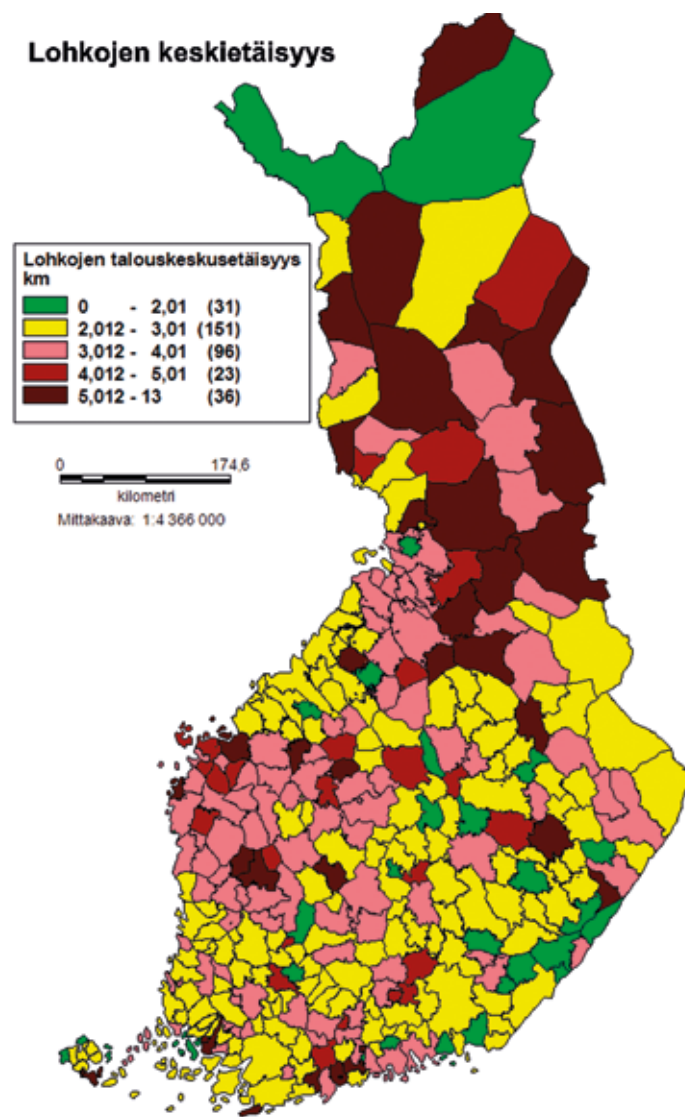 Lohkojen keskietäisyys
Lohkojen talouskeskusetäisyys
km
0 - 2,01 (31)
2,012 - 3,01 (151)
3,012 - 4,01 (96)
4,012 - 5,01 (23)
5,012 - 13 (36)
0 174,6
kilometri
Mittakaava: 1:4 366 000